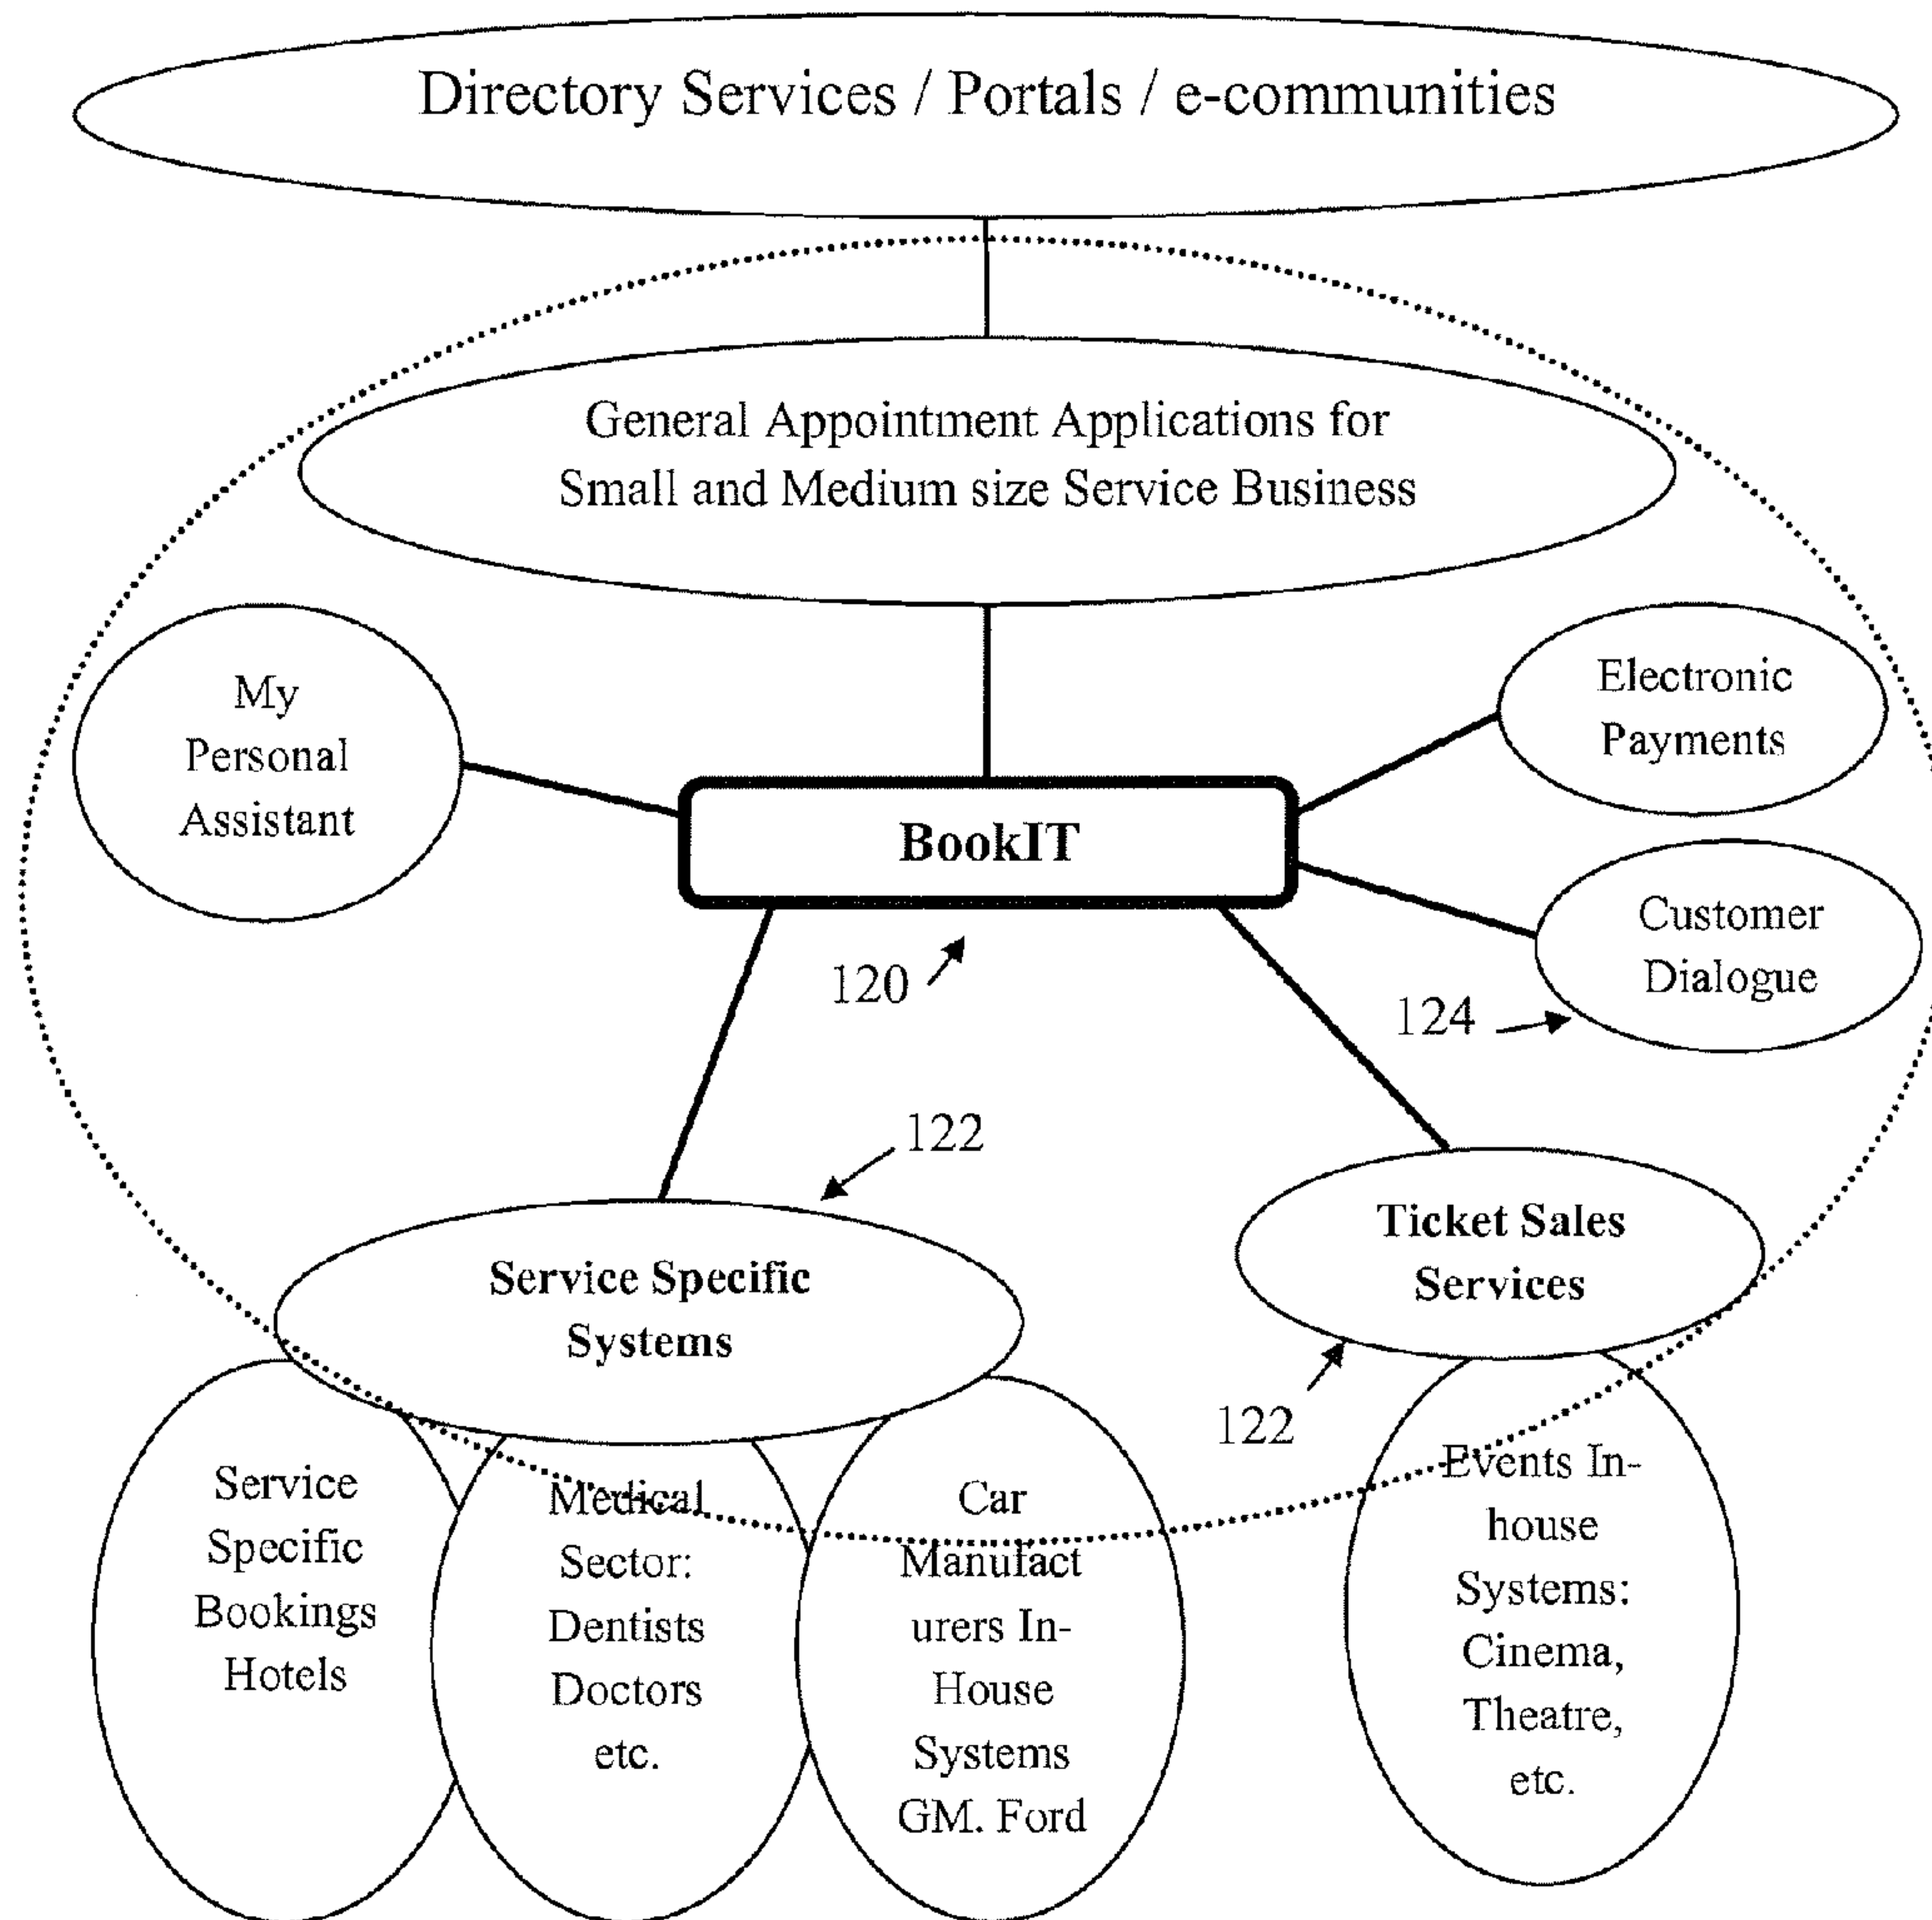 Directory Services / Portals / e-communities
General Appointment Applications for
Small and Medium size Service Business
My
Personal
Assistant
Electronic
Payments
BookIT
Customer
Dialogue
120
124
122
Service Specific
Systems
Ticket Sales
Services
122
Service
Specific
Bookings
Hotels
Medical
Sector:
Dentists
Doctors
etc.
Car
Manufact
urers In-
House
Systems
GM. Ford
Events In-
house
Systems:
Cinema,
Theatre,
etc.